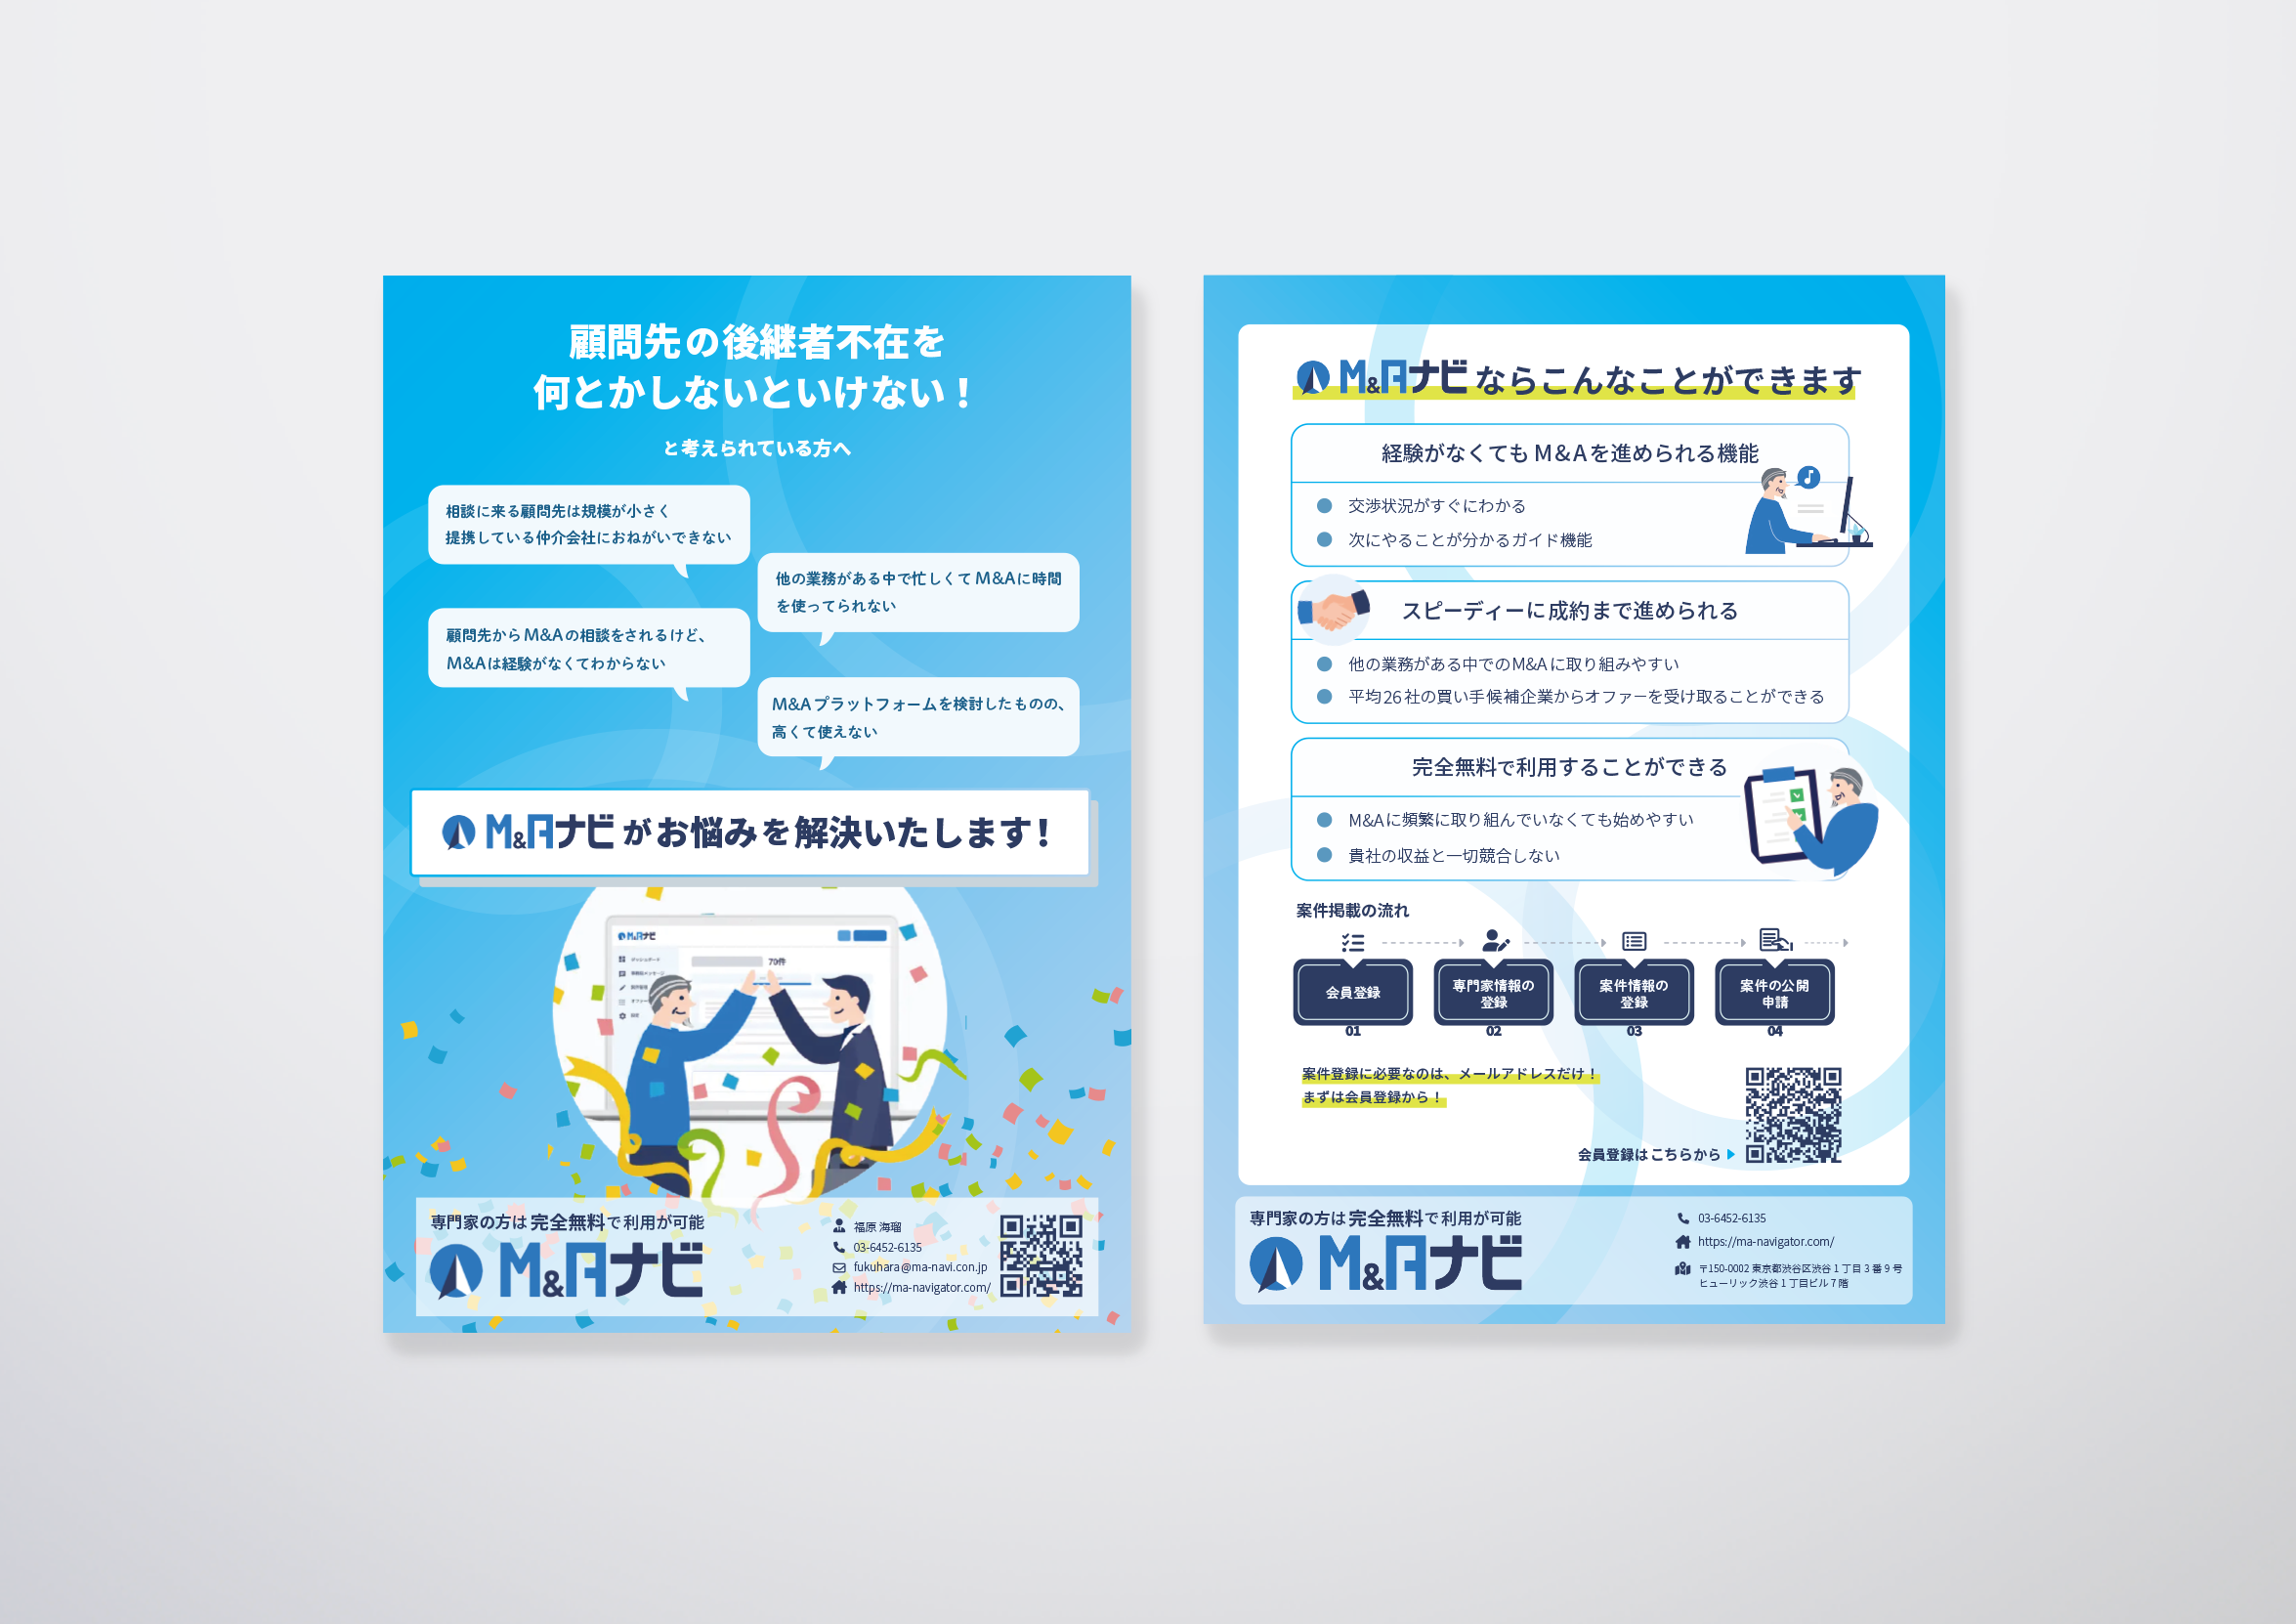 顧問先の後継者不在を
何とかしないといけない！
と考えられている方へ
相談に来る顧問先は規模が小さく
提携している仲介会社におねがいできない
他の業務がある中で忙しくて M&Aに時間
を使ってられない
顧問先から M&A の相談をされるけど、
M&Aは経験がなくてわからない
M&A プラットフォームを検討したものの、
高くて使えない
M&Aナビ がお悩みを解決いたします！
M&Aナビ
70件
専門家の方は 完全無料で利用が可能
M&Aナビ
福原 海瑠
03-6452-6135
fukuhara@ma-navi.con.jp
https://ma-navigator.com/
M&Aナビ ならこんなことができます
経験がなくても M&A を進められる機能
交渉状況がすぐにわかる
次にやることが分かるガイド機能
スピーディーに成約まで進められる
他の業務がある中でのM&Aに取り組みやすい
平均26社の買い手候補企業からオファーを受け取ることができる
完全無料で利用することができる
M&Aに頻繁に取り組んでいなくても始めやすい
貴社の収益と一切競合しない
案件掲載の流れ
会員登録
01
専門家情報の
登録
02
案件情報の
登録
03
案件の公開
申請
04
案件登録に必要なのは、メールアドレスだけ！
まずは会員登録から！
会員登録はこちらから
専門家の方は 完全無料で利用が可能
M&Aナビ
03-6452-6135
https://ma-navigator.com/
〒150-0002 東京都渋谷区渋谷 1 丁目 3 番 9 号
ヒューリック渋谷 1 丁目ビル 7 階